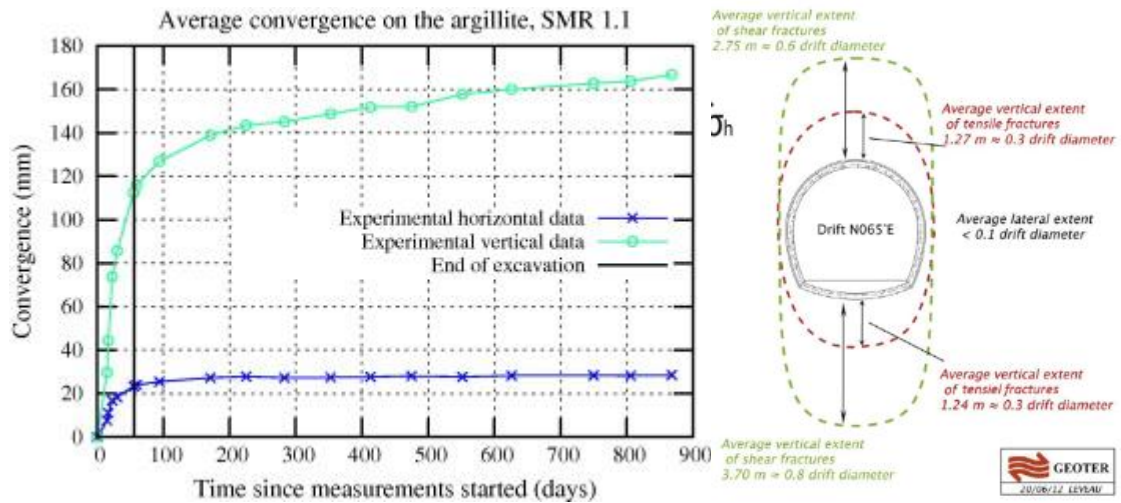 Average convergence on the argillite, SMR 1.1
180
160
140
120
100
80
60
40
20
0
Convergence (mm)
Experimental horizontal data
Experimental vertical data
End of excavation
0 100 200 300 400 500 600 700 800 900
Time since measurements started (days)
Average vertical extent
of shear fractures
2.75 m ≈ 0.6 drift diameter
σh
Average vertical extent
of tensile fractures
1.27 m ≈ 0.3 drift diameter
Drift N065°E
Average lateral extent
< 0.1 drift diameter
Average vertical extent
of tensiel fractures
1.24 m ≈ 0.3 drift diameter
Average vertical extent
of shear fractures
3.70 m ≈ 0.8 drift diameter
GEOTER
20/06/12 LEVEAU